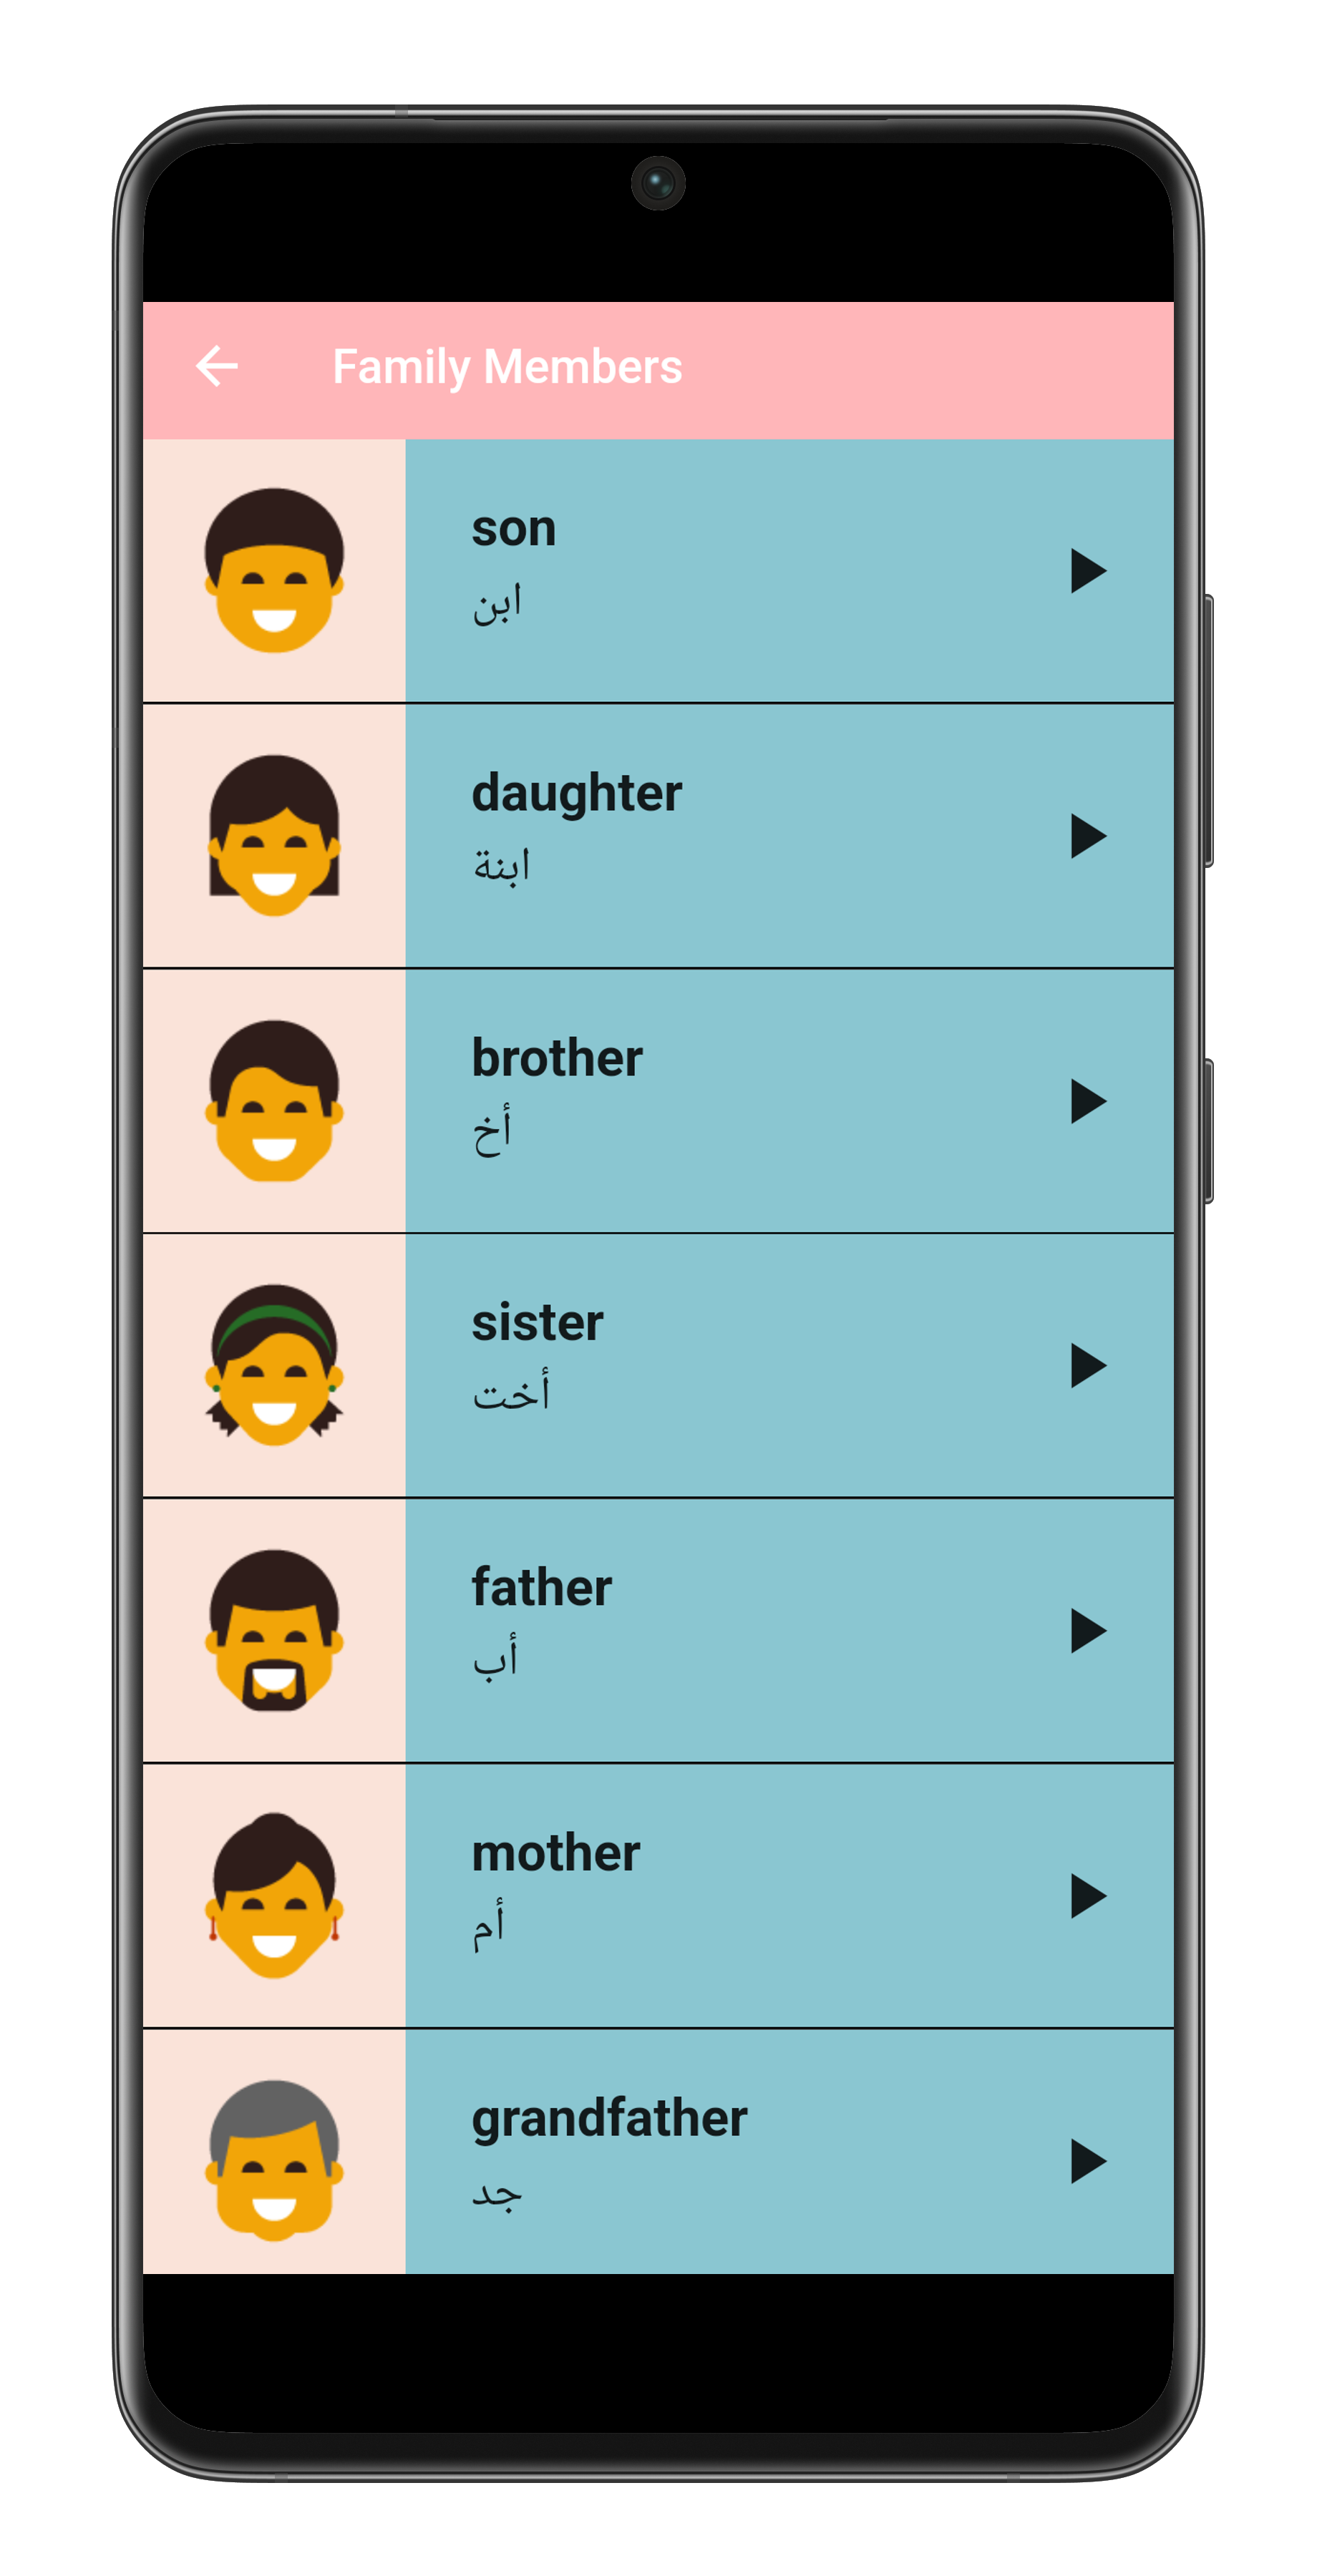 Family Members
son
ابن
daughter
ابنة
brother
أخ
sister
أخت
father
أب
mother
أم
grandfather
جد